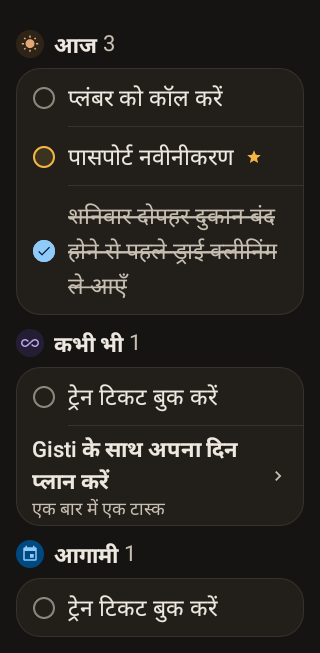 आज 3
प्लंबर को कॉल करें
पासपोर्ट नवीनीकरण
शनिवार दोपहर दुकान बंद
होने से पहले ड्राई क्लीनिंग
ले आएँ
कभी भी 1
ट्रेन टिकट बुक करें
Gisti के साथ अपना दिन
प्लान करें
एक बार में एक टास्क
आगामी 1
ट्रेन टिकट बुक करें